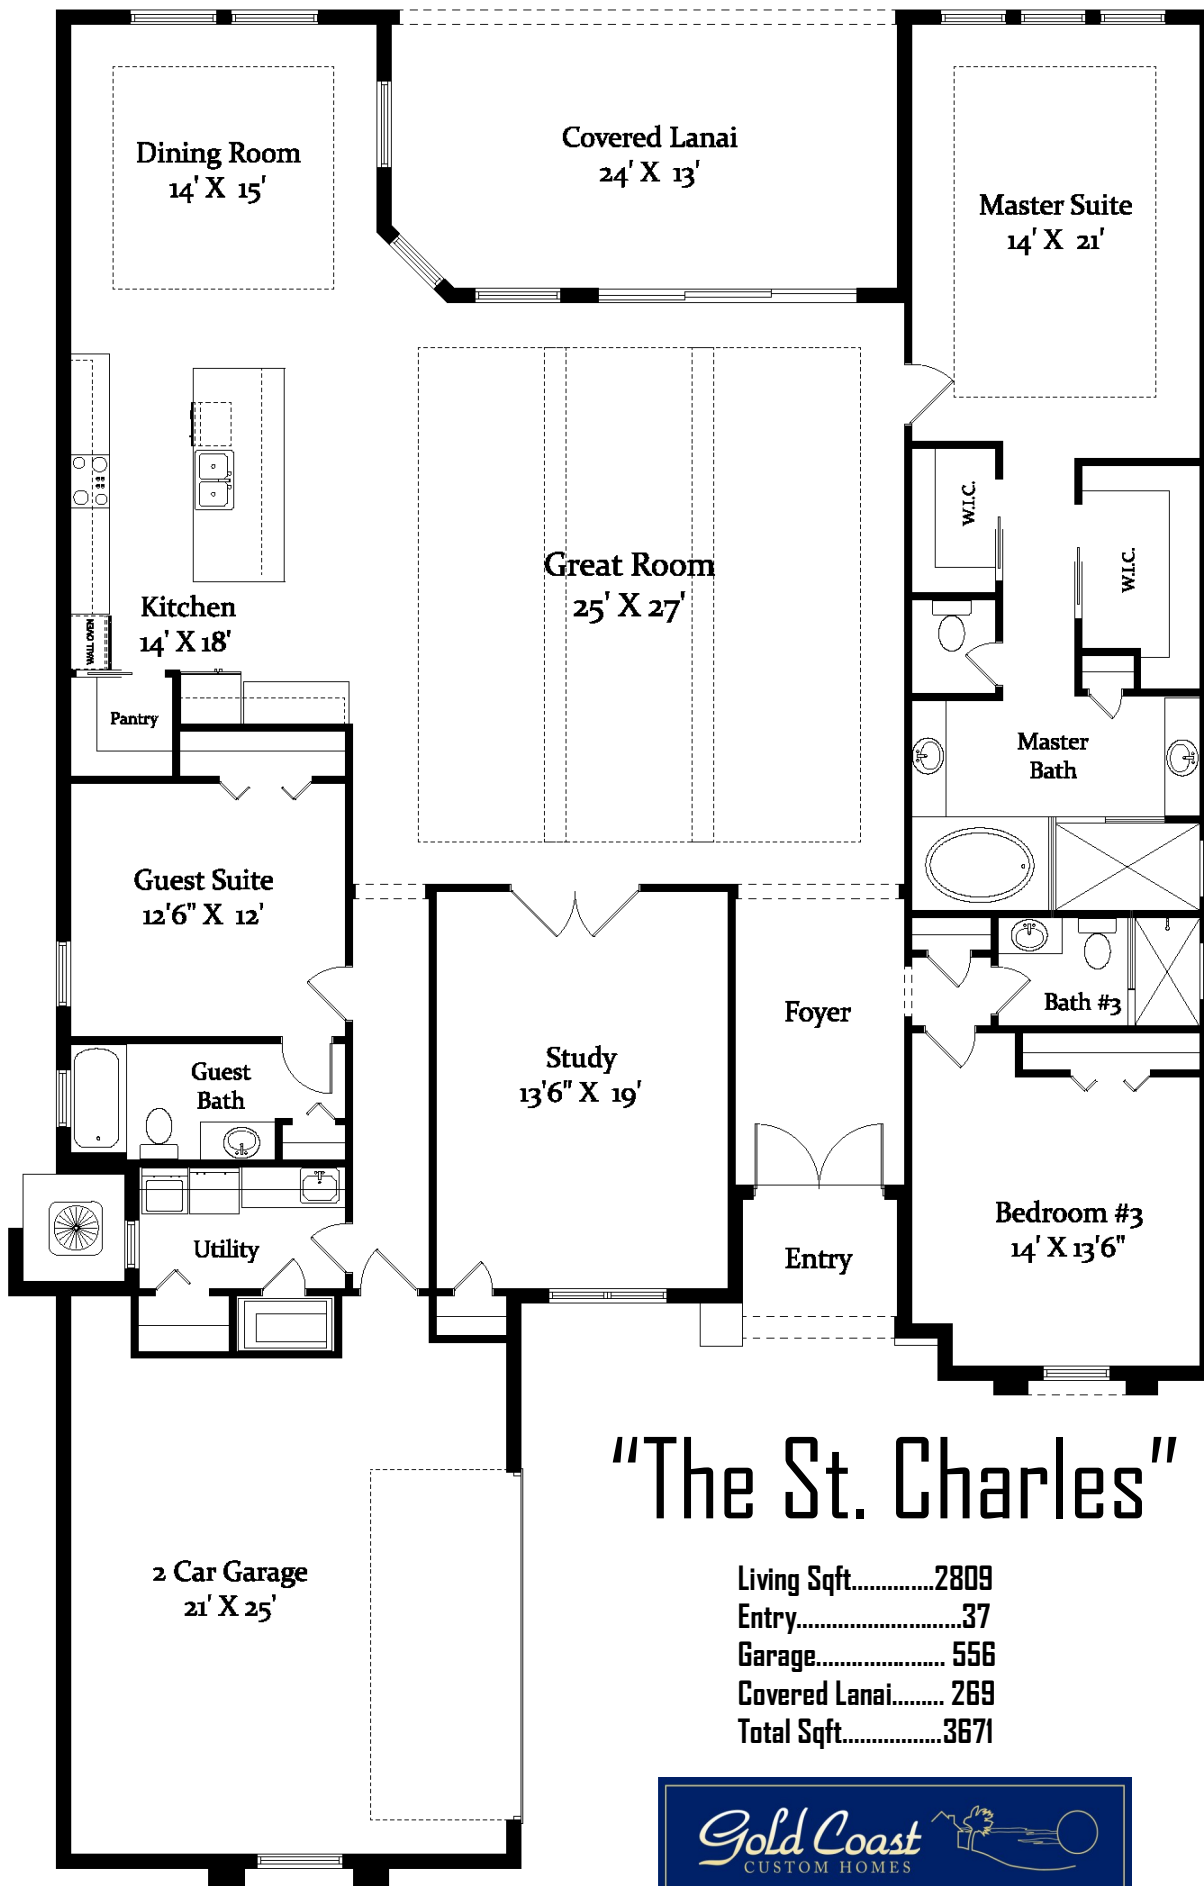 Dining Room
14' X 15'
Covered Lanai
24' X 13'
Master Suite
14' X 21'
W.I.C.
W.I.C.
Great Room
25' X 27'
Kitchen
14' X 18'
WALL OVEN
Pantry
Master
Bath
Guest Suite
12'6" X 12'
Foyer
Bath #3
Study
13'6" X 19'
Guest
Bath
Bedroom #3
14' X 13'6"
Utility
Entry
"The St. Charles"
2 Car Garage
21' X 25'
Living Sqft..............2809
Entry............................37
Garage...................... 556
Covered Lanai......... 269
Total Sqft.................3671
Gold Coast
CUSTOM HOMES